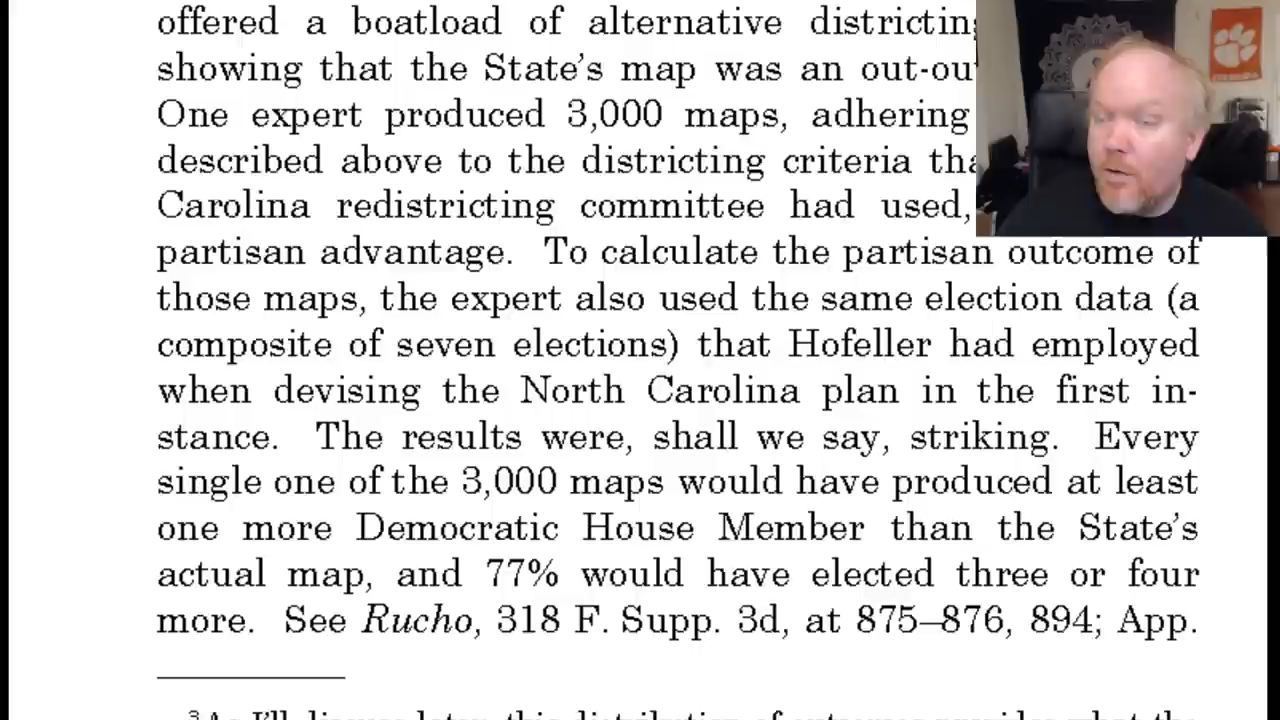 offered a boatload of alternative districting
showing that the State's map was an out-out
One expert produced 3,000 maps, adhering
described above to the districting criteria
Carolina redistricting committee had used,
partisan advantage. To calculate the partisan outcome of
those maps, the expert also used the same election data (a
composite of seven elections) that Hofeller had employed
when devising the North Carolina plan in the first in-
stance. The results were, shall we say, striking. Every
single one of the 3,000 maps would have produced at least
one more Democratic House Member than the State's
actual map, and 77% would have elected three or four
more. See Rucho, 318 F. Supp. 3d, at 875–876, 894; App.